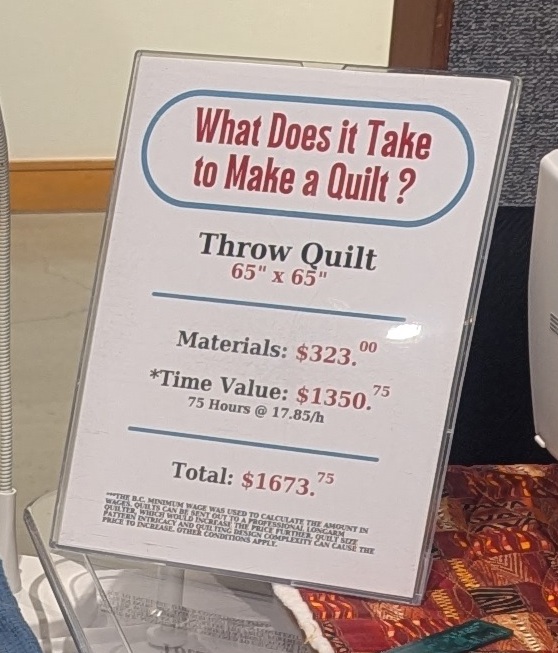 What Does it Take
to Make a Quilt ?
Throw Quilt
65" x 65"
Materials: $323.00
*Time Value: $1350.75
75 Hours @ 17.85/h
Total: $1673.75
***THE B.C. MINIMUM WAGE WAS USED TO CALCULATE THE AMOUNT IN
WAGES. QUILTS CAN BE SENT OUT TO A PROFESSIONAL LONGARM
QUILTER, WHICH WOULD INCREASE THE PRICE FURTHER. QUILT SIZE
PATTERN INTRICACY AND QUILTING DESIGN COMPLEXITY CAN CAUSE THE
PRICE TO INCREASE. OTHER CONDITIONS APPLY.